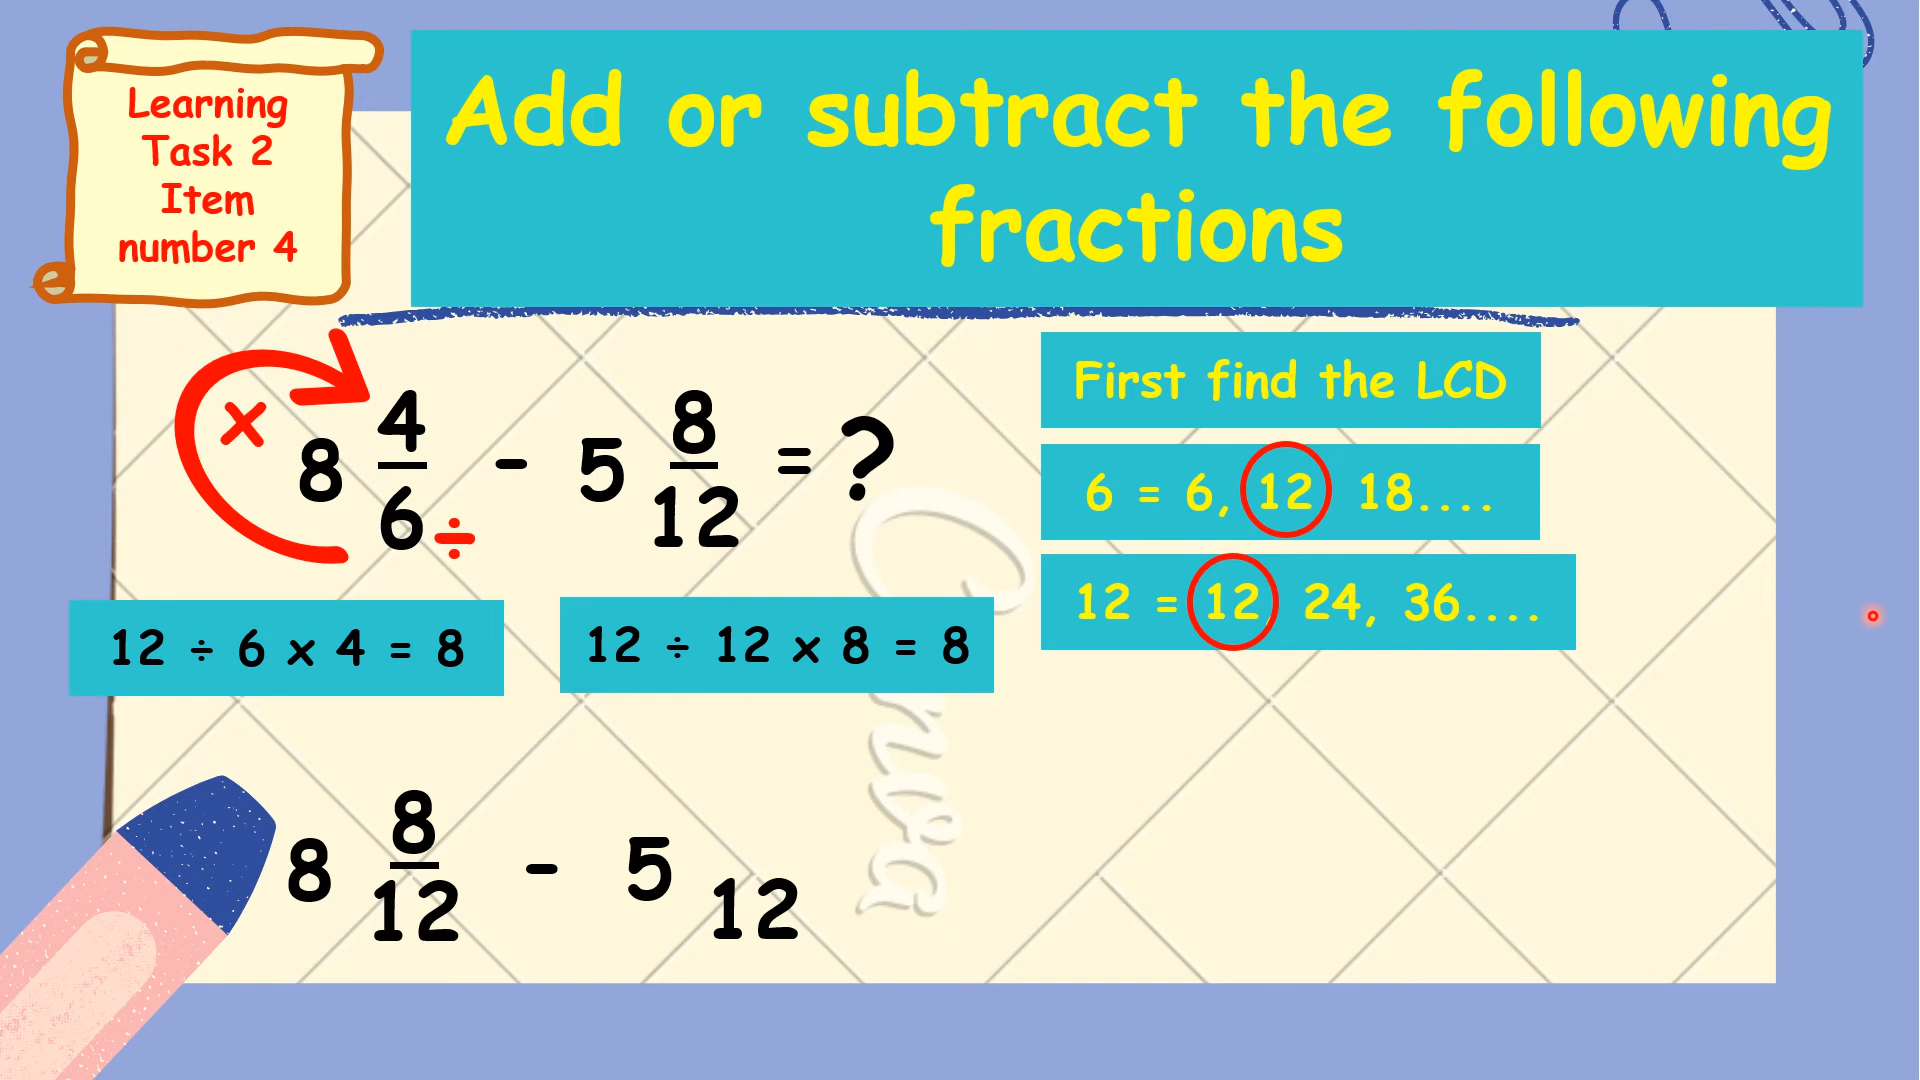 Learning
Task 2
Item
number 4
Add or subtract the following
fractions
× 8 4/6 ÷ - 5 8/12 = ?
First find the LCD
6 = 6, 12 18....
12 = 12 24, 36....
12 ÷ 6 x 4 = 8
12 ÷ 12 x 8 = 8
8 8/12 - 5 12
Canva